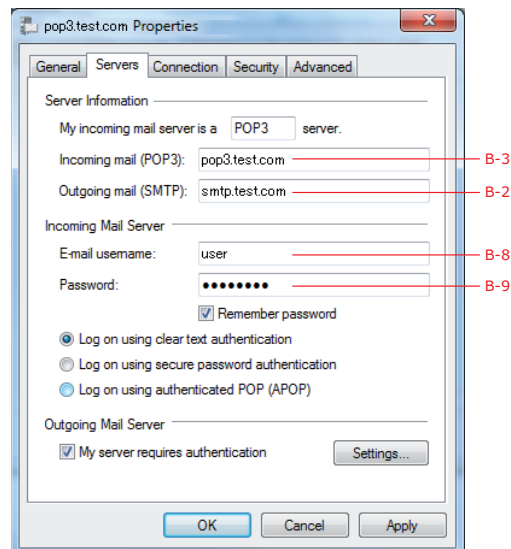 pop3.test.com Properties
X
General Servers Connection Security Advanced
Server Information
My incoming mail server is a POP3 server.
Incoming mail (POP3): pop3.test.com B-3
Outgoing mail (SMTP): smtp.test.com B-2
Incoming Mail Server
E-mail username: user B-8
Password: ●●●●●●●● B-9
Remember password
Log on using clear text authentication
Log on using secure password authentication
Log on using authenticated POP (APOP)
Outgoing Mail Server
My server requires authentication Settings...
OK Cancel Apply